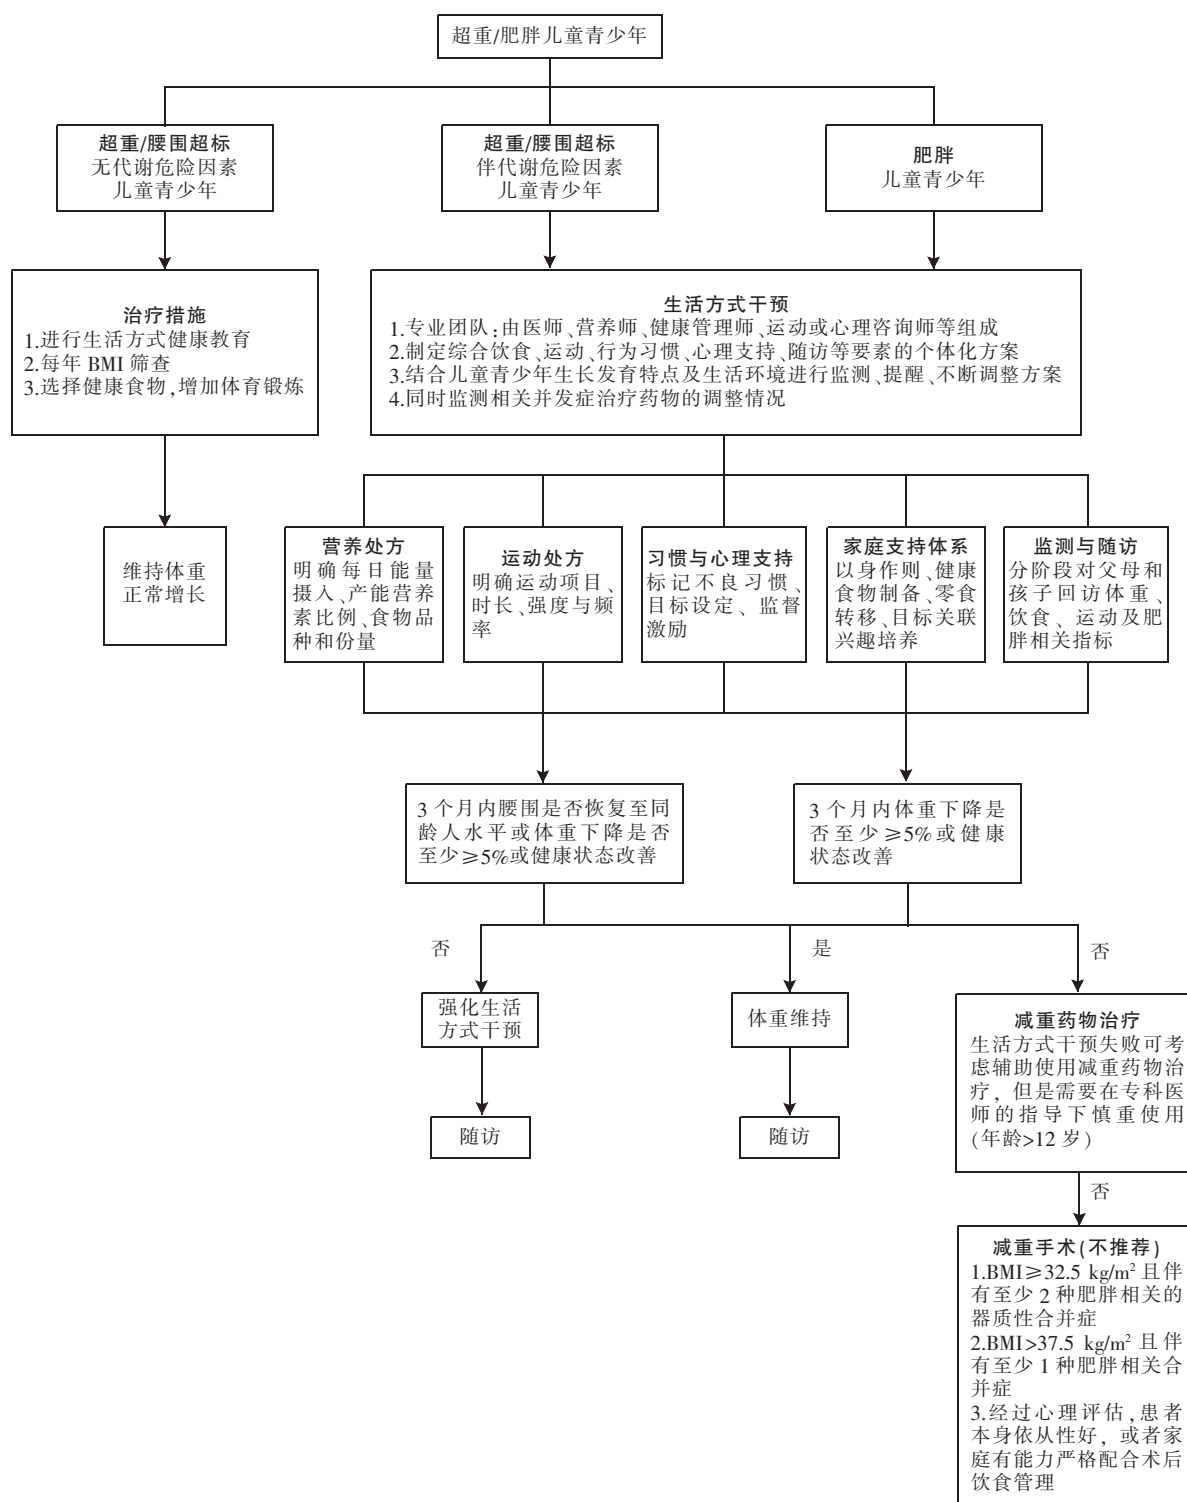 超重/肥胖儿童青少年
超重/腰围超标
无代谢危险因素
儿童青少年
超重/腰围超标
伴代谢危险因素
儿童青少年
肥胖
儿童青少年
治疗措施
1.进行生活方式健康教育
2.每年 BMI 筛查
3.选择健康食物,增加体育锻炼
生活方式干预
1.专业团队:由医师、营养师、健康管理师、运动或心理咨询师等组成
2.制定综合饮食、运动、行为习惯、心理支持、随访等要素的个体化方案
3.结合儿童青少年生长发育特点及生活环境进行监测、提醒、不断调整方案
4.同时监测相关并发症治疗药物的调整情况
维持体重
正常增长
营养处方
明确每日能量
摄入、产能营养
素比例、食物品
种和份量
运动处方
明确运动项目、
时长、强度与频
率
习惯与心理支持
标记不良习惯、
目标设定、监督
激励
家庭支持体系
以身作则、健康
食物制备、零食
转移、目标关联
兴趣培养
监测与随访
分阶段对父母和
孩子回访体重、
饮食、运动及肥
胖相关指标
3 个月内腰围是否恢复至同
龄人水平或体重下降是否
至少≥5%或健康状态改善
3 个月内体重下降是
否至少≥5%或健康
状态改善
否
是
否
强化生活
方式干预
体重维持
减重药物治疗
生活方式干预失败可考
虑辅助使用减重药物治
疗，但是需要在专科医
师的指导下慎重使用
(年龄>12 岁)
随访
随访
否
减重手术(不推荐)
1.BMI≥32.5 kg/m² 且伴
有至少 2 种肥胖相关的
器质性合并症
2.BMI>37.5 kg/m² 且伴
有至少 1 种肥胖相关合
并症
3.经过心理评估,患者
本身依从性好，或者家
庭有能力严格配合术后
饮食管理